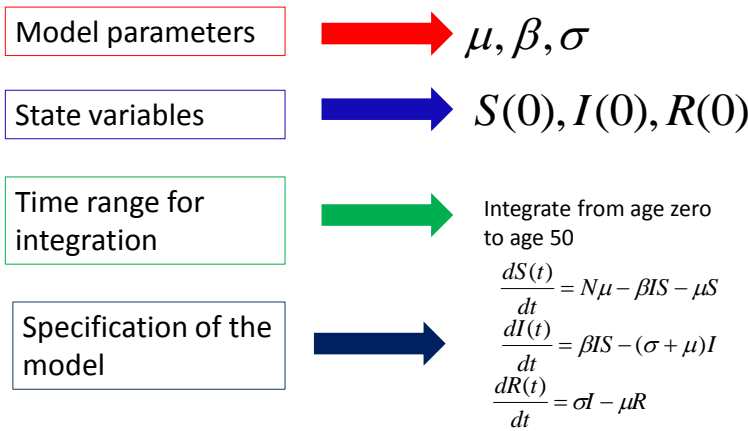 Model parameters
μ, β, σ
State variables
S(0), I(0), R(0)
Time range for
integration
Integrate from age zero
to age 50
Specification of the
model
dS(t)/dt = Nμ − βIS − μS
dI(t)/dt = βIS − (σ + μ)I
dR(t)/dt = σI − μR